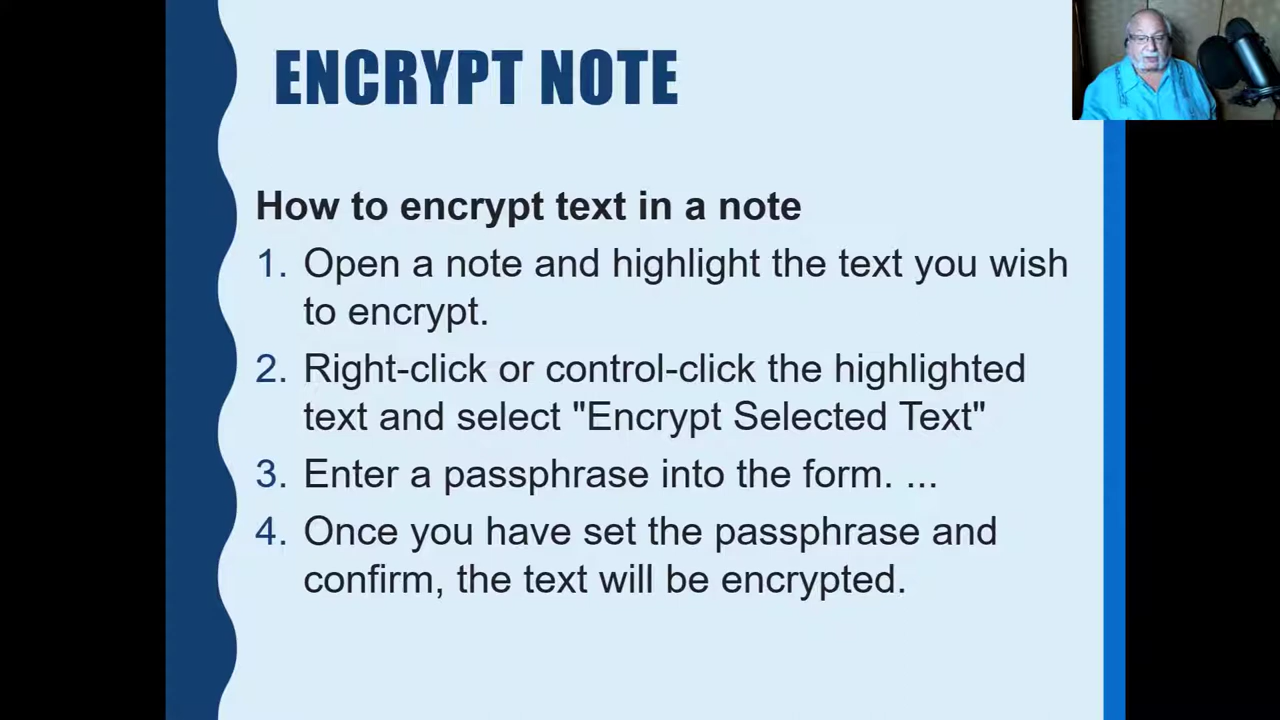 ENCRYPT NOTE
How to encrypt text in a note
1. Open a note and highlight the text you wish
to encrypt.
2. Right-click or control-click the highlighted
text and select "Encrypt Selected Text"
3. Enter a passphrase into the form. ...
4. Once you have set the passphrase and
confirm, the text will be encrypted.